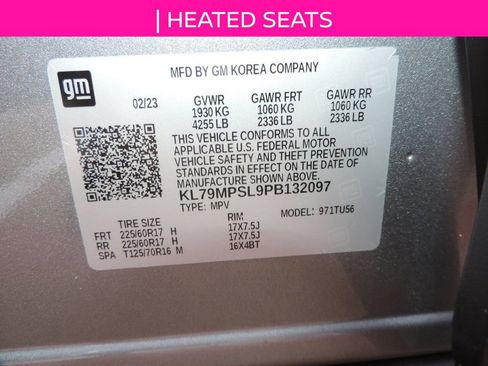 | HEATED SEATS
gm
MFD BY GM KOREA COMPANY
02/23 GVWR GAWR FRT GAWR RR
1930 KG 1060 KG 1060 KG
4255 LB 2336 LB 2336 LB
THIS VEHICLE CONFORMS TO ALL
APPLICABLE U.S. FEDERAL MOTOR
VEHICLE SAFETY AND THEFT PREVENTION
STANDARDS IN EFFECT ON THE DATE OF
MANUFACTURE SHOWN ABOVE.
KL79MPSL9PB132097
TYPE: MPV MODEL: 971TU56
TIRE SIZE RIM
FRT 225/60R17 H 17X7.5J
RR 225/60R17 H 17X7.5J
SPA T125/70R16 M 16X4BT